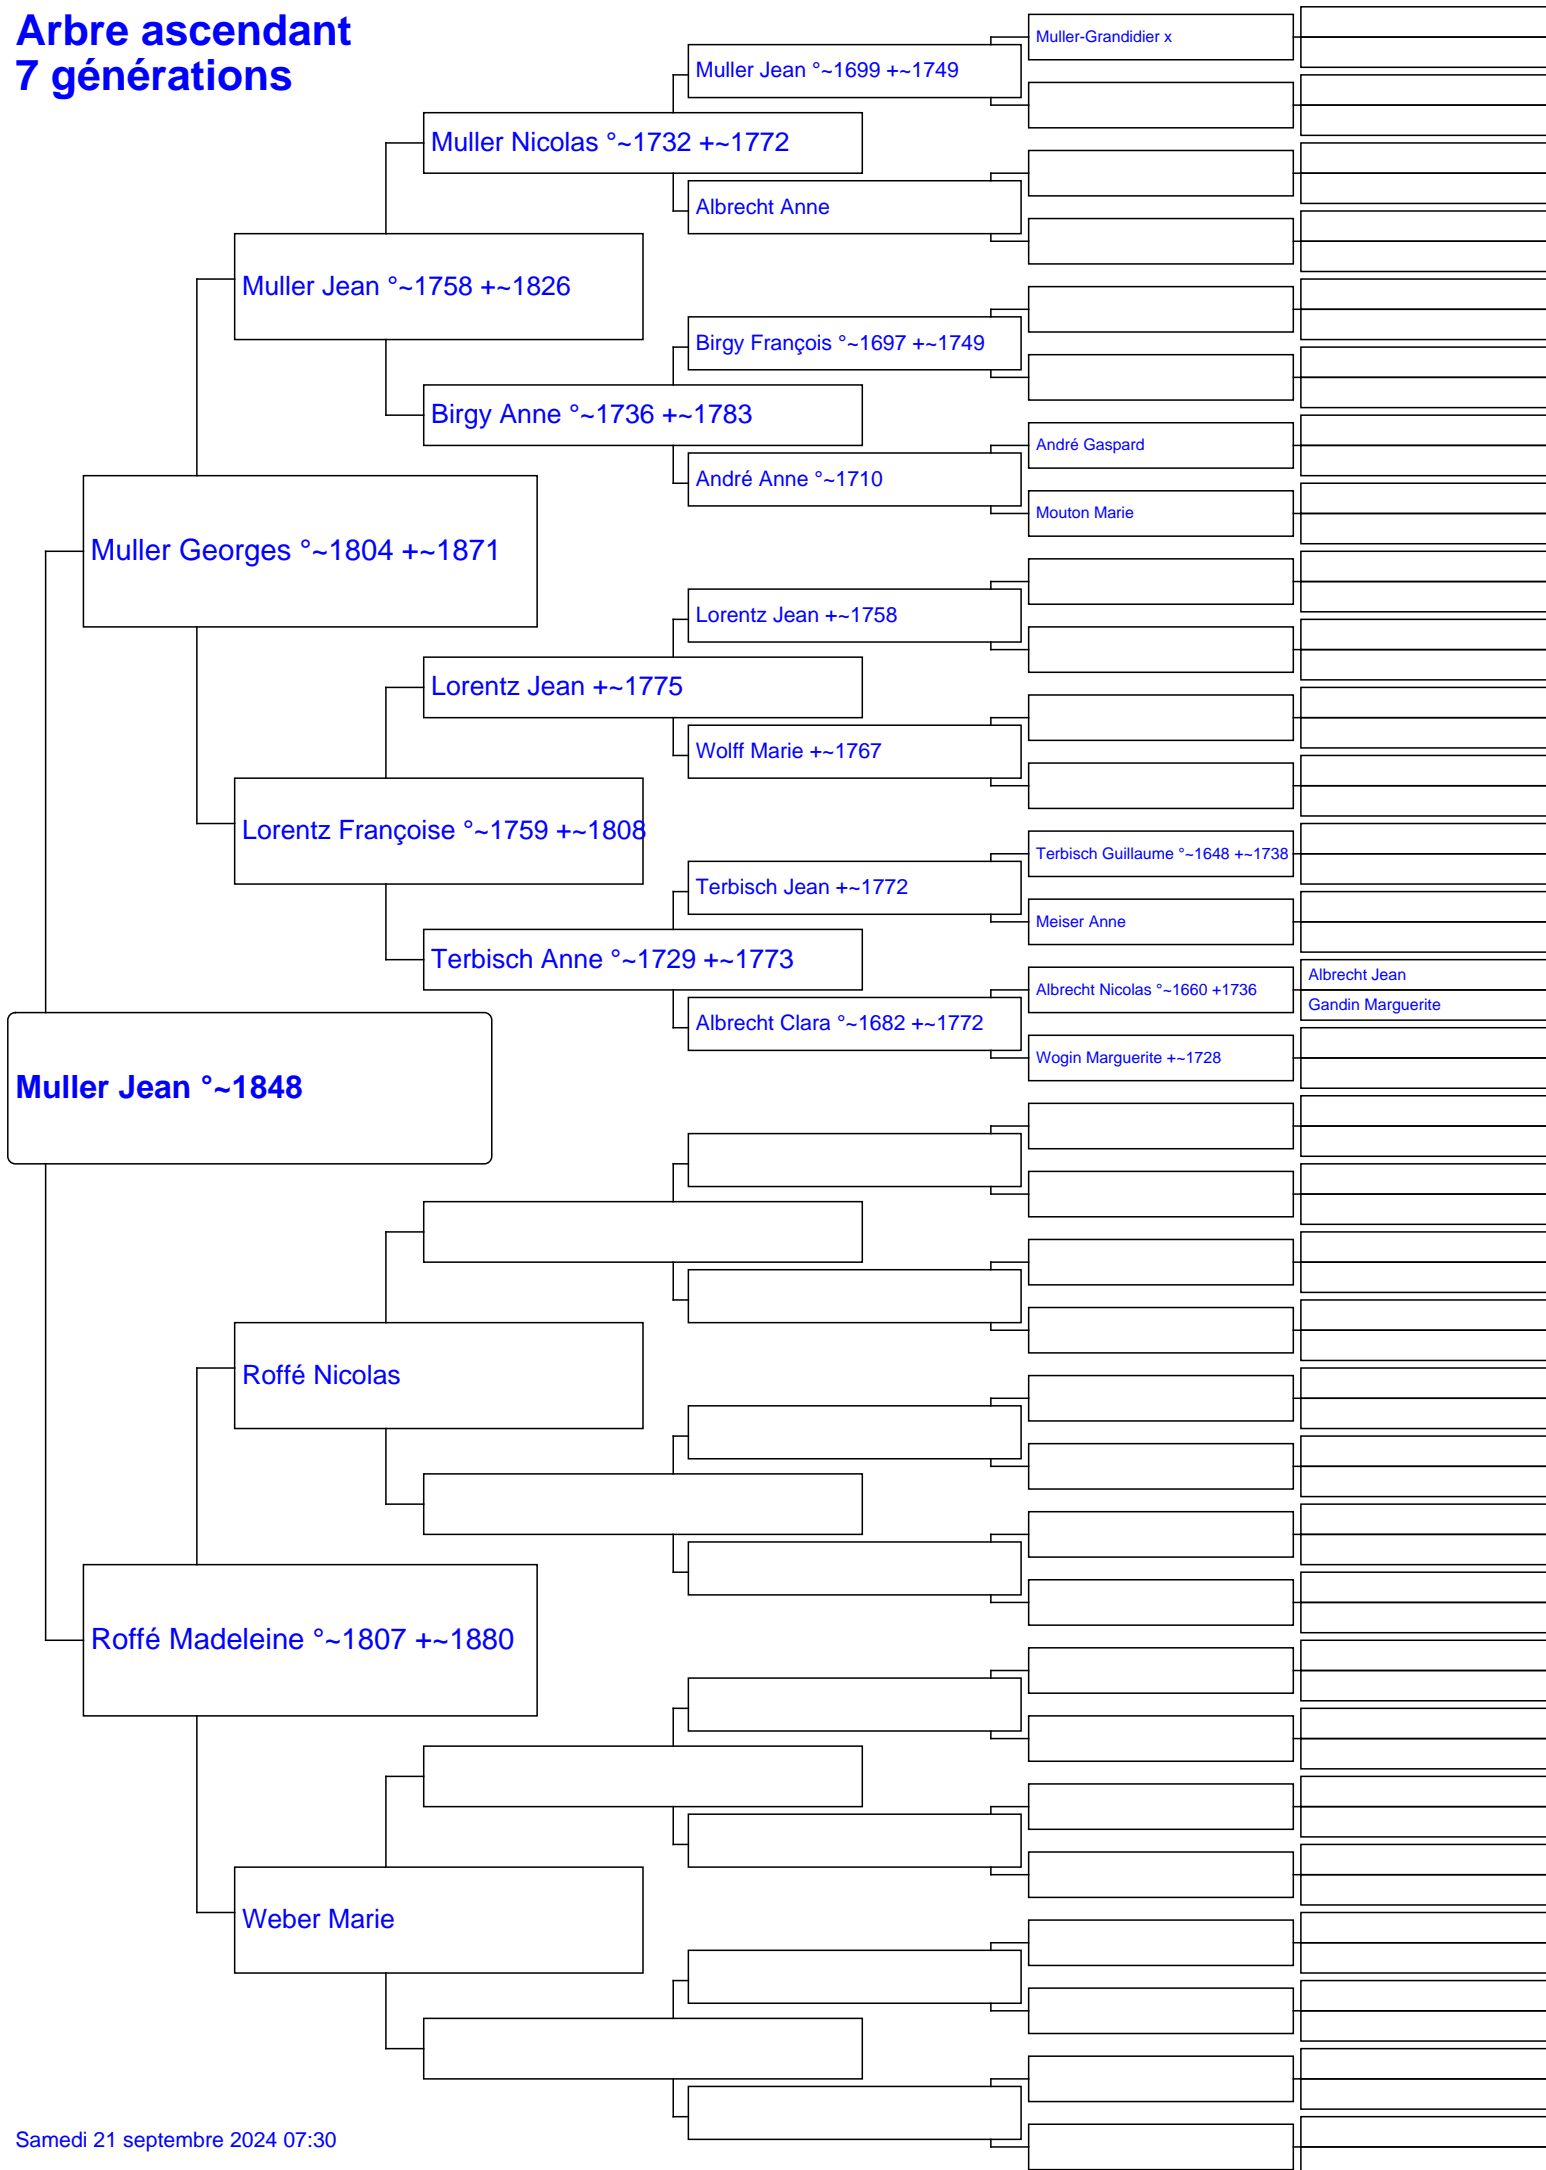 Arbre ascendant
7 générations
Muller-Grandidier x
Muller Jean °~1699 +~1749
Muller Nicolas °~1732 +~1772
Albrecht Anne
Muller Jean °~1758 +~1826
Birgy François °~1697 +~1749
Birgy Anne °~1736 +~1783
André Gaspard
André Anne °~1710
Mouton Marie
Muller Georges °~1804 +~1871
Lorentz Jean +~1758
Lorentz Jean +~1775
Wolff Marie +~1767
Lorentz Françoise °~1759 +~1808
Terbisch Guillaume °~1648 +~1738
Terbisch Jean +~1772
Meiser Anne
Terbisch Anne °~1729 +~1773
Albrecht Jean
Albrecht Nicolas °~1660 +1736
Gandin Marguerite
Albrecht Clara °~1682 +~1772
Wogin Marguerite +~1728
Muller Jean °~1848
Roffé Nicolas
Roffé Madeleine °~1807 +~1880
Weber Marie
Samedi 21 septembre 2024 07:30